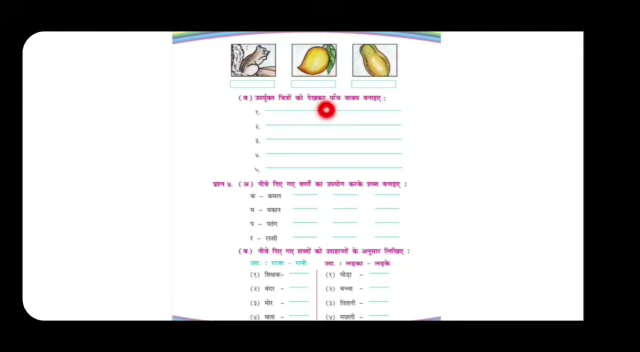 (ब) उपर्युक्त चित्रों को देखकर पाँच वाक्य बनाइए :
१.
२.
३.
४.
५.
प्रश्न ४. (अ) नीचे दिए गए वर्णों का उपयोग करके शब्द बनाइए :
क - कमल
म - मकान
प - पतंग
र - रस्सी
(ब) नीचे दिए गए शब्दों को उदाहरणों के अनुसार लिखिए :
उदा. : राजा - रानी उदा. : लड़का - लड़के
(१) शिक्षक- (१) घोड़ा -
(२) बंदर - (२) बच्चा -
(३) मोर - (३) तितली -
(४) माता - (४) मछली -